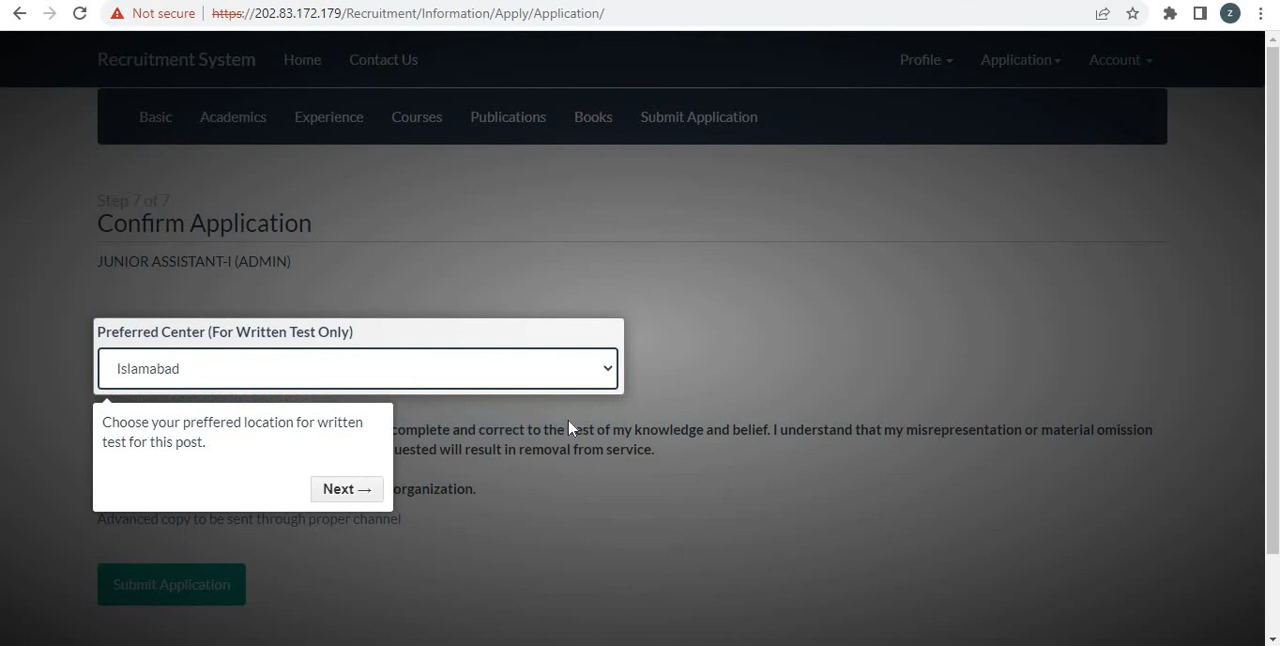 Not secure https://202.83.172.179/Recruitment/Information/Apply/Application/ z
Recruitment System Home Contact Us Profile Application Account
Basic Academics Experience Courses Publications Books Submit Application
Step 7 of 7
Confirm Application
JUNIOR ASSISTANT-I (ADMIN)
Preferred Center (For Written Test Only)
Islamabad
Choose your preffered location for written
test for this post.
Next →
complete and correct to the best of my knowledge and belief. I understand that my misrepresentation or material omission
uested will result in removal from service.
organization.
Advanced copy to be sent through proper channel
Submit Application